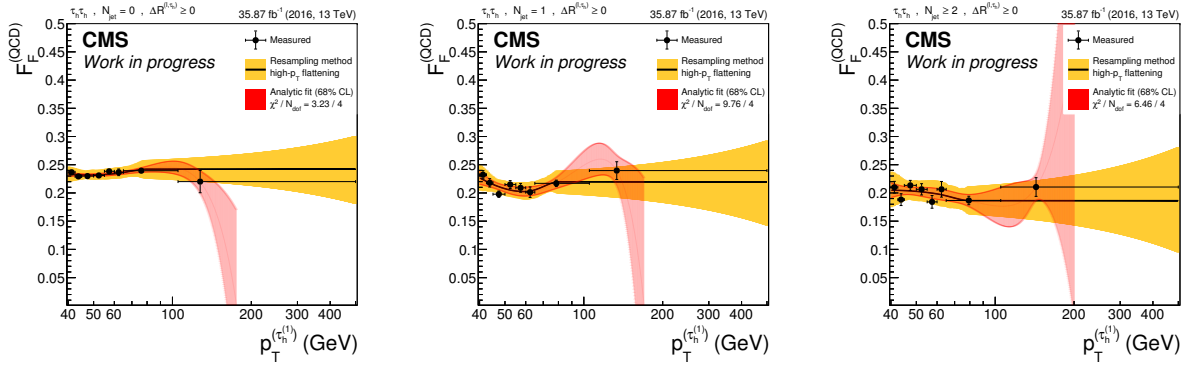 τhτh , Njet = 0 , ΔR(l,τh) ≥ 0 35.87 fb-1 (2016, 13 TeV)
FF(QCD)
0.5
0.45
0.4
0.35
0.3
0.25
0.2
0.15
0.1
0.05
CMS
Work in progress
Measured
Resampling method
high-pT flattening
Analytic fit (68% CL)
χ2 / Ndof = 3.23 / 4
40 50 60 100 200 300 400
pT(τh(1)) (GeV)
τhτh , Njet = 1 , ΔR(l,τh) ≥ 0 35.87 fb-1 (2016, 13 TeV)
FF(QCD)
0.5
0.45
0.4
0.35
0.3
0.25
0.2
0.15
0.1
0.05
CMS
Work in progress
Measured
Resampling method
high-pT flattening
Analytic fit (68% CL)
χ2 / Ndof = 9.76 / 4
40 50 60 100 200 300 400
pT(τh(1)) (GeV)
τhτh , Njet ≥ 2 , ΔR(l,τh) ≥ 0 35.87 fb-1 (2016, 13 TeV)
FF(QCD)
0.5
0.45
0.4
0.35
0.3
0.25
0.2
0.15
0.1
0.05
CMS
Work in progress
Measured
Resampling method
high-pT flattening
Analytic fit (68% CL)
χ2 / Ndof = 6.46 / 4
40 50 60 100 200 300 400
pT(τh(1)) (GeV)